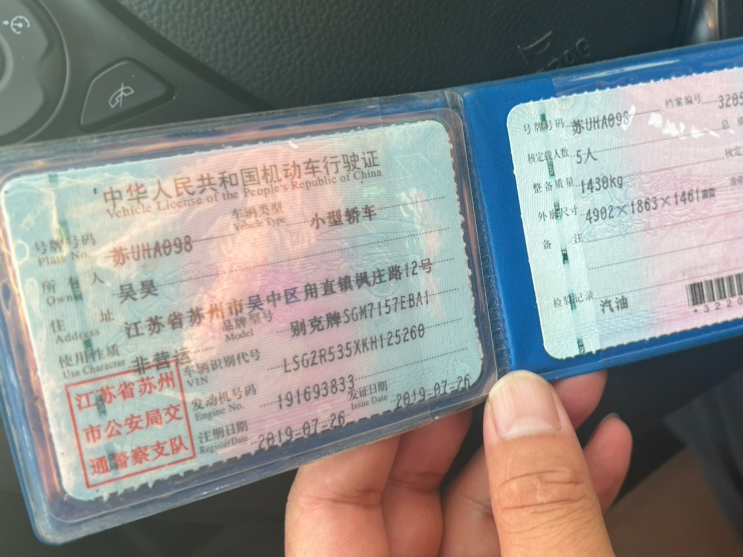 中华人民共和国机动车行驶证
Vehicle License of the People's Republic of China
号牌号码 苏UHA098 车辆类型 小型轿车
Plate No. Vehicle Type
所有人 吴昊
Owner
住址 江苏省苏州市吴中区甪直镇枫庄路12号
Address
使用性质 非营运 品牌型号 别克牌SGM7157EBA1
Use Character Model
车辆识别代号 LSGZR535XKH125260
VIN
发动机号码 191693833
Engine No.
注册日期 2019-07-26 发证日期 2019-07-26
Register Date Issue Date
江苏省苏州
市公安局交
通警察支队
号牌号码 苏UHA098 档案编号 3205
核定载人数 5人
整备质量 1430kg 核定
外廓尺寸 4902×1863×1461mm
备注
检验记录 汽油